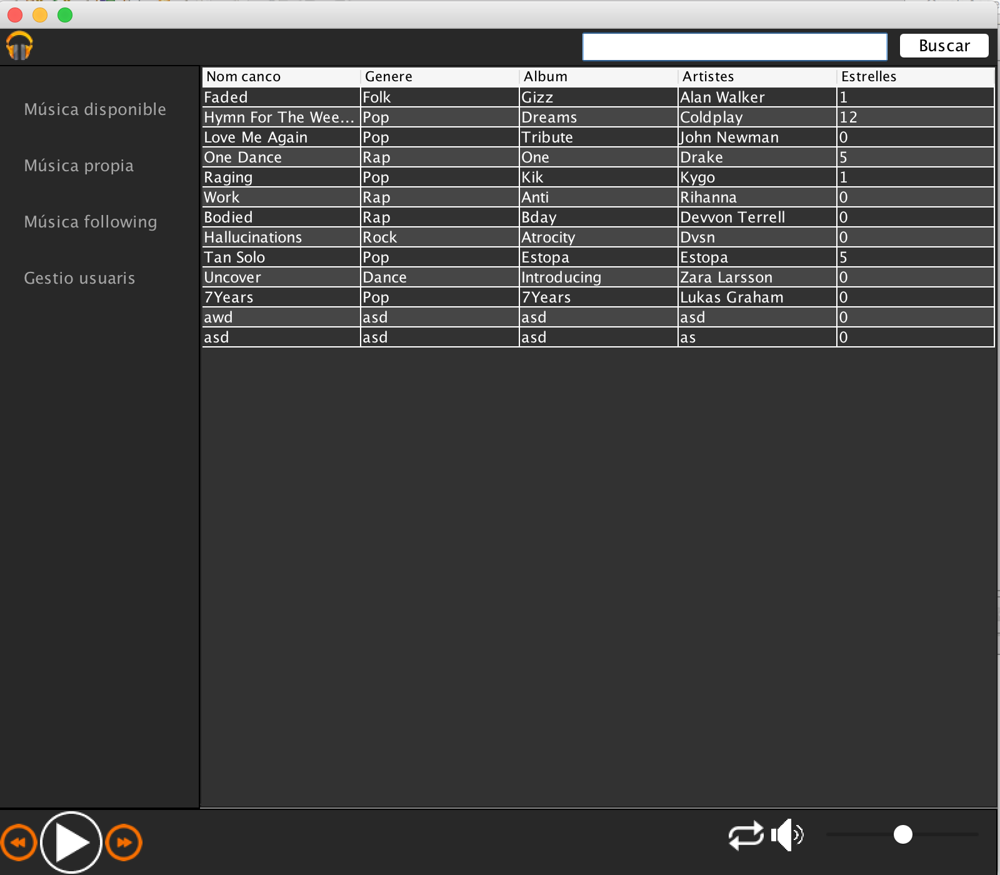 Buscar
Música disponible
Música propia
Música following
Gestio usuaris
Nom canco Genere Album Artistes Estrelles
Faded Folk Gizz Alan Walker 1
Hymn For The Wee... Pop Dreams Coldplay 12
Love Me Again Pop Tribute John Newman 0
One Dance Rap One Drake 5
Raging Pop Kik Kygo 1
Work Rap Anti Rihanna 0
Bodied Rap Bday Devvon Terrell 0
Hallucinations Rock Atrocity Dvsn 0
Tan Solo Pop Estopa Estopa 5
Uncover Dance Introducing Zara Larsson 0
7Years Pop 7Years Lukas Graham 0
awd asd asd asd 0
asd asd asd as 0